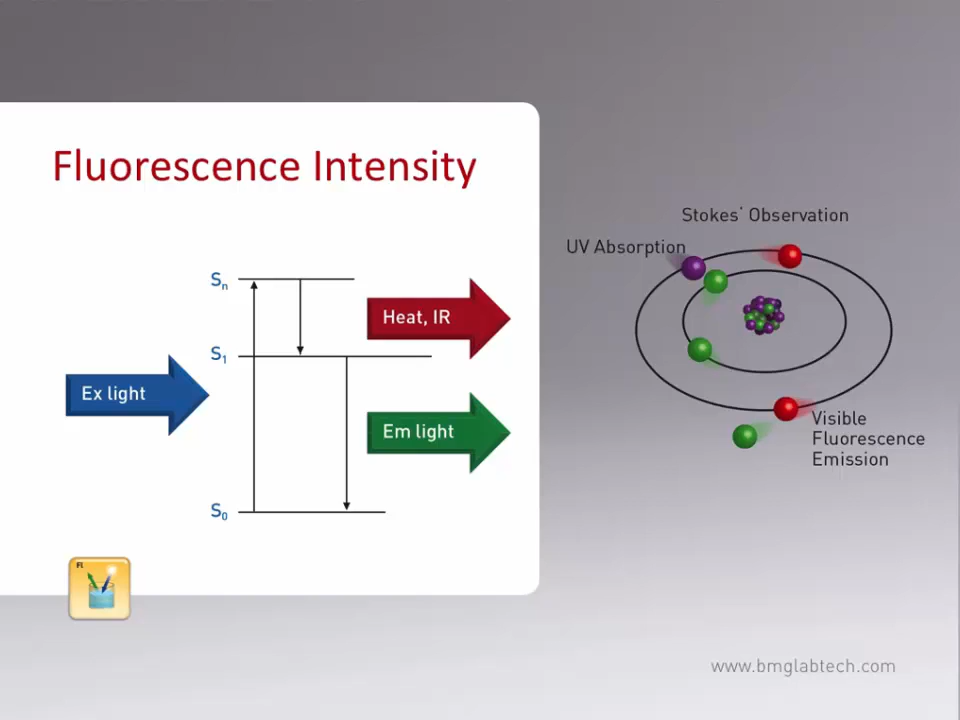 Fluorescence Intensity
Stokes' Observation
UV Absorption
Sn
Heat, IR
S1
Ex light
Em light
Visible
Fluorescence
Emission
S0
FI
www.bmglabtech.com